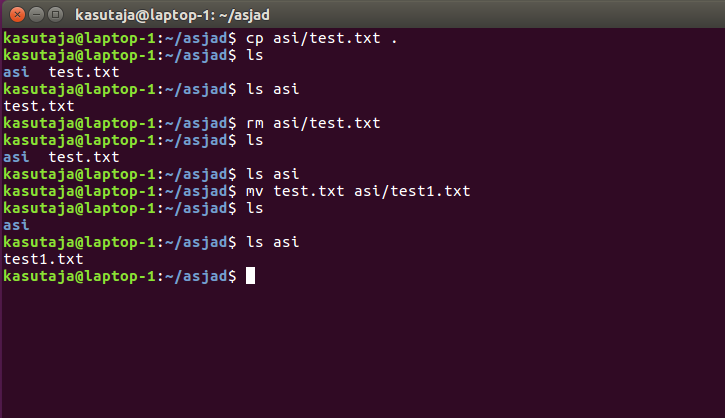 kasutaja@laptop-1: ~/asjad
kasutaja@laptop-1:~/asjad$ cp asi/test.txt .
kasutaja@laptop-1:~/asjad$ ls
asi  test.txt
kasutaja@laptop-1:~/asjad$ ls asi
test.txt
kasutaja@laptop-1:~/asjad$ rm asi/test.txt
kasutaja@laptop-1:~/asjad$ ls
asi  test.txt
kasutaja@laptop-1:~/asjad$ ls asi
kasutaja@laptop-1:~/asjad$ mv test.txt asi/test1.txt
kasutaja@laptop-1:~/asjad$ ls
asi
kasutaja@laptop-1:~/asjad$ ls asi
test1.txt
kasutaja@laptop-1:~/asjad$